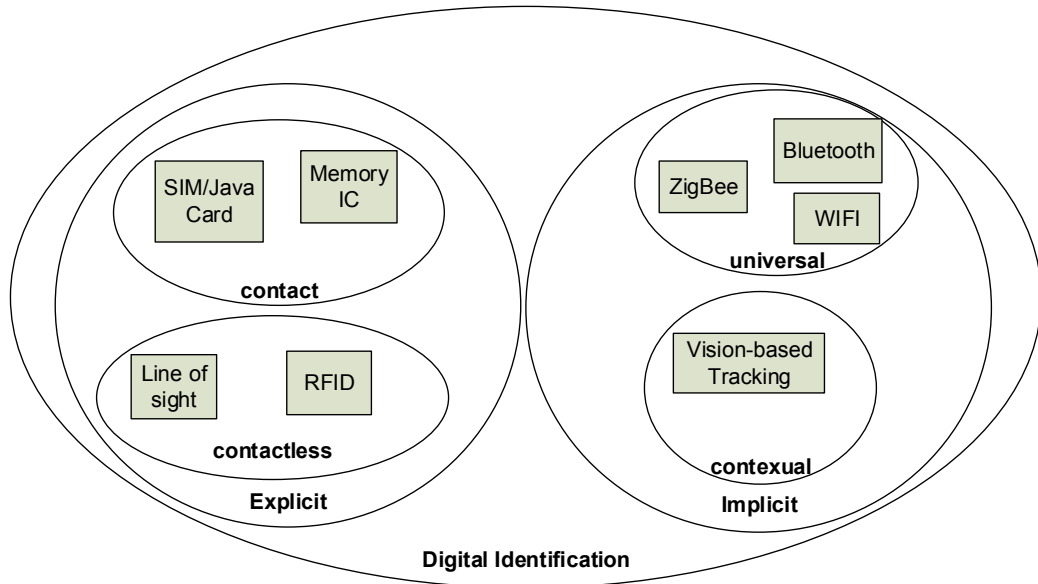 SIM/Java
Card
Memory
IC
contact
Line of
sight
RFID
contactless
Explicit
ZigBee
Bluetooth
WIFI
universal
Vision-based
Tracking
contexual
Implicit
Digital Identification